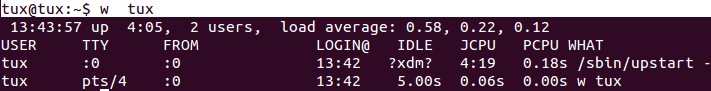 tux@tux:~$ w  tux
 13:43:57 up  4:05,  2 users,  load average: 0.58, 0.22, 0.12
USER     TTY      FROM             LOGIN@   IDLE   JCPU   PCPU WHAT
tux      :0       :0               13:42   ?xdm?   4:19   0.18s /sbin/upstart -
tux      pts/4    :0               13:42    5.00s  0.06s  0.00s w tux